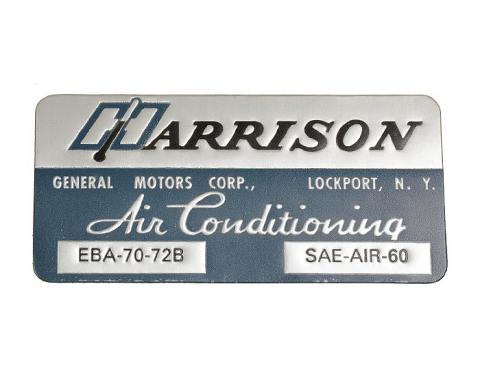 HARRISON
GENERAL MOTORS CORP., LOCKPORT, N. Y.
Air Conditioning
EBA-70-72B SAE-AIR-60